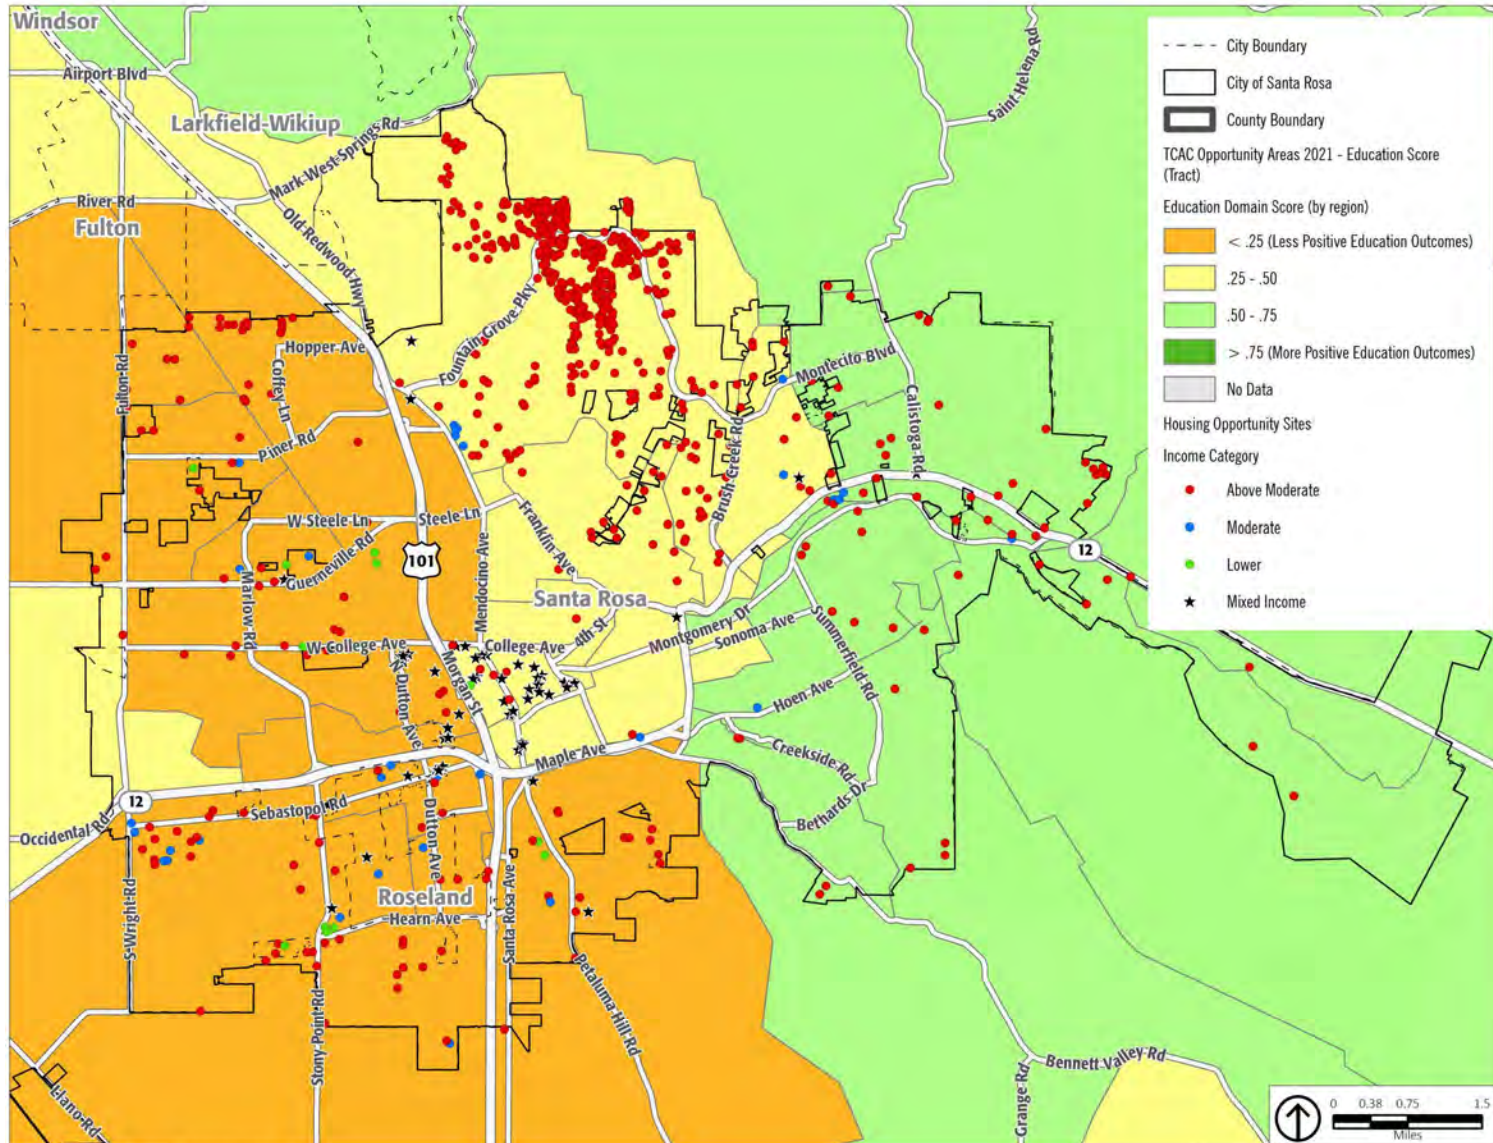 Windsor
Airport Blvd
Larkfield-Wikiup
Mark West Springs Rd
River Rd
Fulton
Old Redwood Hwy
Saint Helena Rd
Hopper Ave
Fountain Grove Pky
Coffey Ln
Fulton Rd
Piner Rd
Montecito Blvd
Calistoga Rd
Brush Creek Rd
W Steele Ln
Steele Ln
Franklin Ave
Guerneville Rd
101
Mendocino Ave
Marlow Rd
12
Santa Rosa
4th St
Montgomery Dr
Sonoma Ave
Summerfield Rd
W College Ave
College Ave
Morgan St
N Dutton Ave
Hoen Ave
Creekside Rd
Maple Ave
Bethards Dr
12
Occidental Rd
Sebastopol Rd
Dutton Ave
Roseland
Hearn Ave
Santa Rosa Ave
S Wright Rd
Stony Point Rd
Petaluma Hill Rd
Llano Rd
Grange Rd
Bennett Valley Rd
City Boundary
City of Santa Rosa
County Boundary
TCAC Opportunity Areas 2021 - Education Score
(Tract)
Education Domain Score (by region)
< .25 (Less Positive Education Outcomes)
.25 - .50
.50 - .75
> .75 (More Positive Education Outcomes)
No Data
Housing Opportunity Sites
Income Category
Above Moderate
Moderate
Lower
Mixed Income
0 0.38 0.75 1.5
Miles